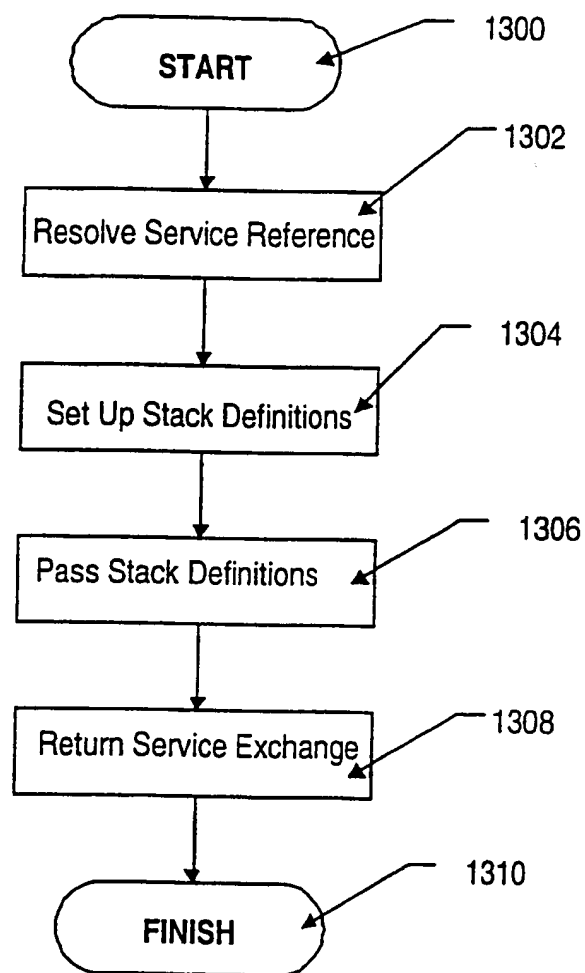 1300
START
1302
Resolve Service Reference
1304
Set Up Stack Definitions
1306
Pass Stack Definitions
1308
Return Service Exchange
1310
FINISH